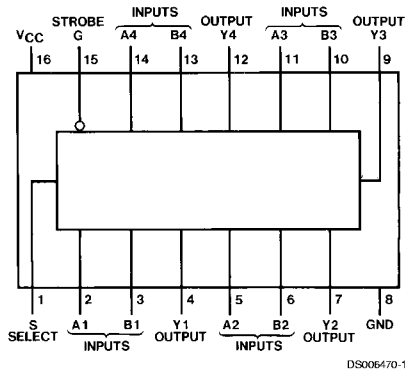 INPUTS INPUTS
STROBE OUTPUT OUTPUT
VCC G A4 B4 Y4 A3 B3 Y3
16 15 14 13 12 11 10 9
1 2 3 4 5 6 7 8
S A1 B1 Y1 A2 B2 Y2 GND
SELECT OUTPUT OUTPUT
INPUTS INPUTS
DS006470-1